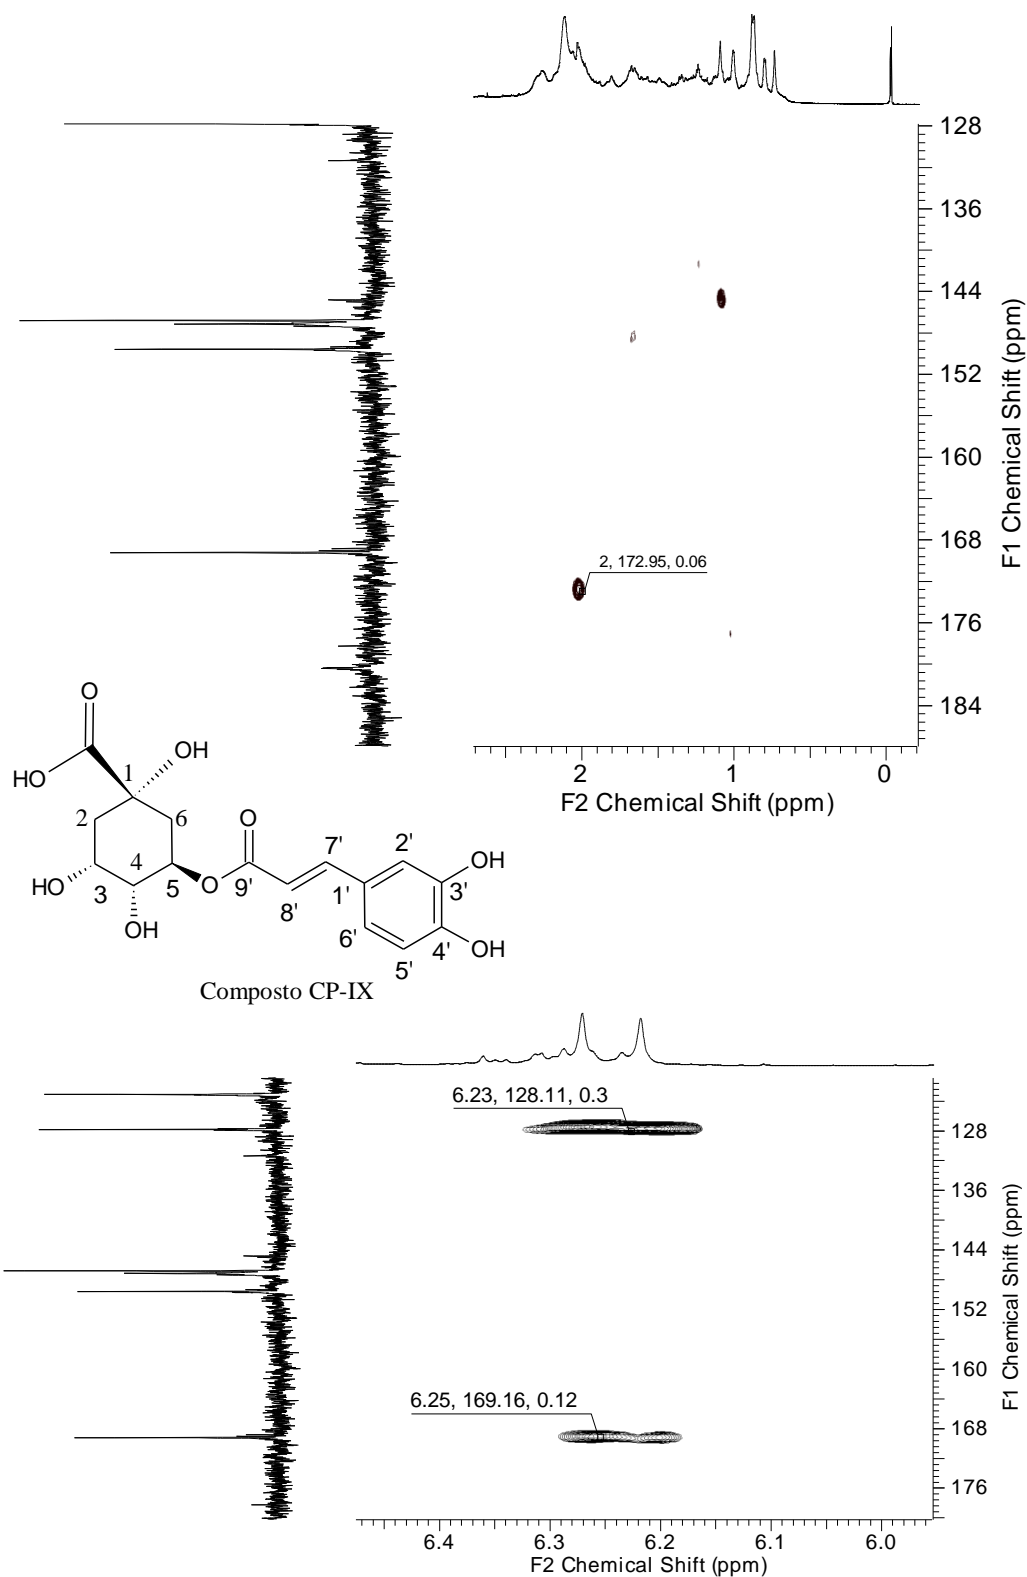 128
136
144
152
160
168
176
184
F1 Chemical Shift (ppm)
2, 172.95, 0.06
2 1 0
F2 Chemical Shift (ppm)
O
OH
HO
1
2
6
O
7'
2'
OH
4
HO
3
5
O
9'
8'
1'
3'
OH
6'
4'
OH
5'
Composto CP-IX
6.23, 128.11, 0.3
128
136
144
152
160
168
176
F1 Chemical Shift (ppm)
6.25, 169.16, 0.12
6.4 6.3 6.2 6.1 6.0
F2 Chemical Shift (ppm)